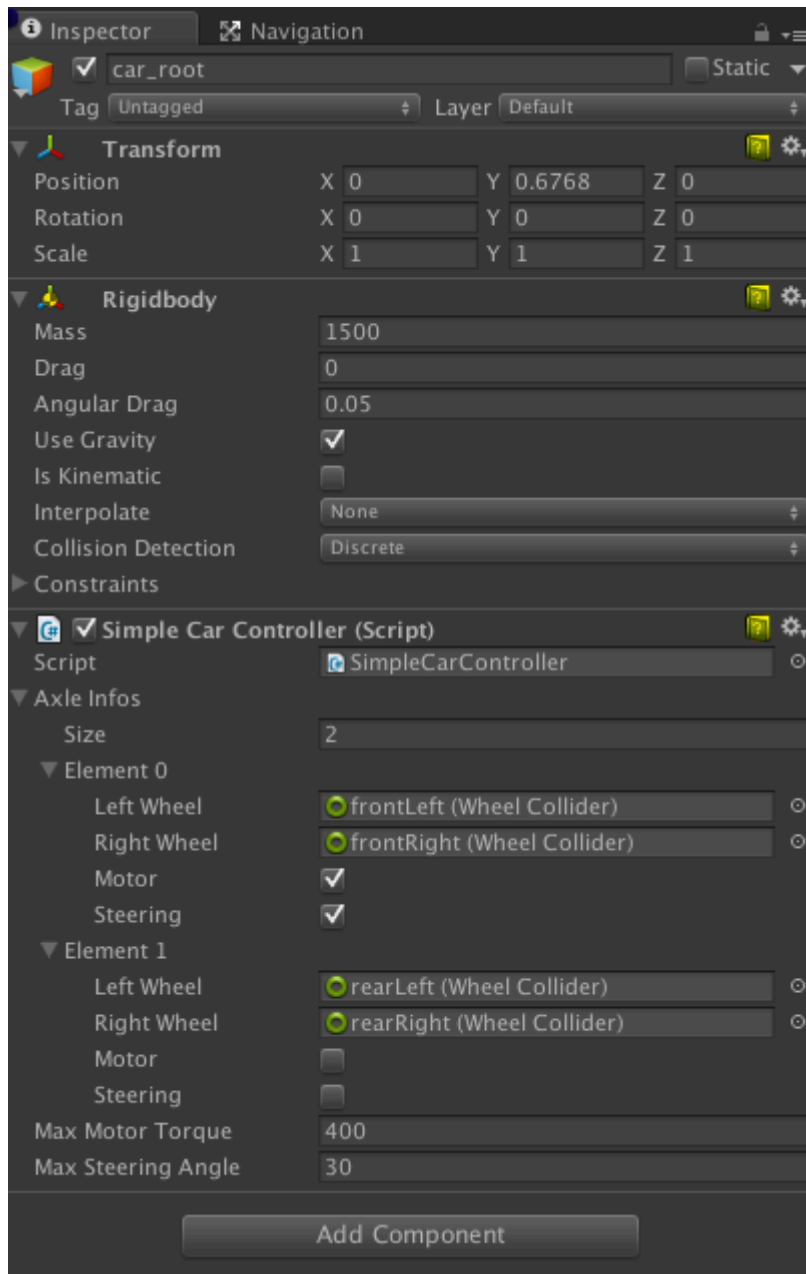 Inspector Navigation
car_root Static
Tag Untagged Layer Default
Transform
Position X 0 Y 0.6768 Z 0
Rotation X 0 Y 0 Z 0
Scale X 1 Y 1 Z 1
Rigidbody
Mass 1500
Drag 0
Angular Drag 0.05
Use Gravity
Is Kinematic
Interpolate None
Collision Detection Discrete
Constraints
Simple Car Controller (Script)
Script SimpleCarController
Axle Infos
Size 2
Element 0
Left Wheel frontLeft (Wheel Collider)
Right Wheel frontRight (Wheel Collider)
Motor
Steering
Element 1
Left Wheel rearLeft (Wheel Collider)
Right Wheel rearRight (Wheel Collider)
Motor
Steering
Max Motor Torque 400
Max Steering Angle 30
Add Component